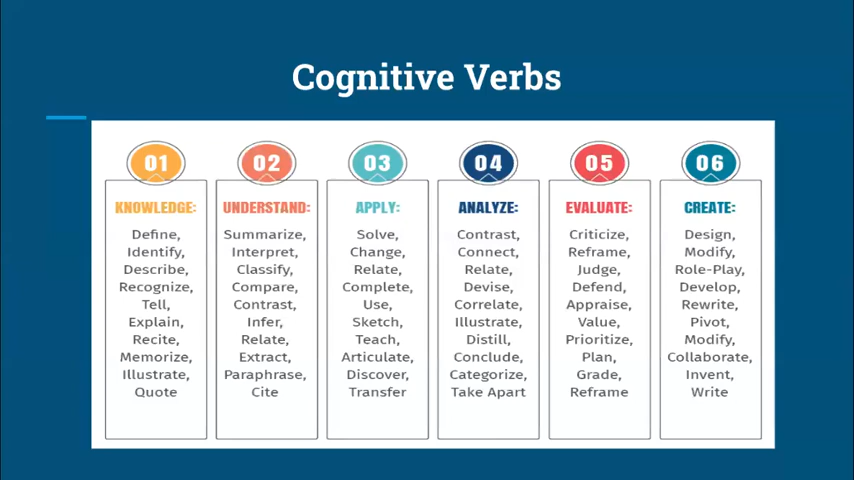 Cognitive Verbs
01
KNOWLEDGE:
Define,
Identify,
Describe,
Recognize,
Tell,
Explain,
Recite,
Memorize,
Illustrate,
Quote
02
UNDERSTAND:
Summarize,
Interpret,
Classify,
Compare,
Contrast,
Infer,
Relate,
Extract,
Paraphrase,
Cite
03
APPLY:
Solve,
Change,
Relate,
Complete,
Use,
Sketch,
Teach,
Articulate,
Discover,
Transfer
04
ANALYZE:
Contrast,
Connect,
Relate,
Devise,
Correlate,
Illustrate,
Distill,
Conclude,
Categorize,
Take Apart
05
EVALUATE:
Criticize,
Reframe,
Judge,
Defend,
Appraise,
Value,
Prioritize,
Plan,
Grade,
Reframe
06
CREATE:
Design,
Modify,
Role-Play,
Develop,
Rewrite,
Pivot,
Modify,
Collaborate,
Invent,
Write